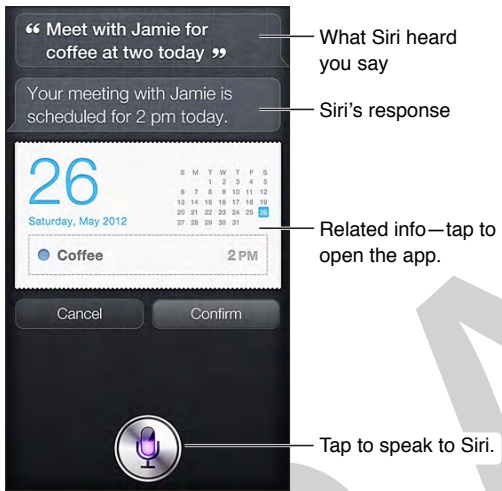 “ Meet with Jamie for
coffee at two today ”
What Siri heard
you say
Your meeting with Jamie is
scheduled for 2 pm today.
Siri’s response
26
Saturday, May 2012
S M T W T F S
1 2 3 4 5
6 7 8 9 10 11 12
13 14 15 16 17 18 19
20 21 22 23 24 25 26
27 28 29 30 31
Coffee 2 PM
Related info—tap to
open the app.
Cancel Confirm
Tap to speak to Siri.